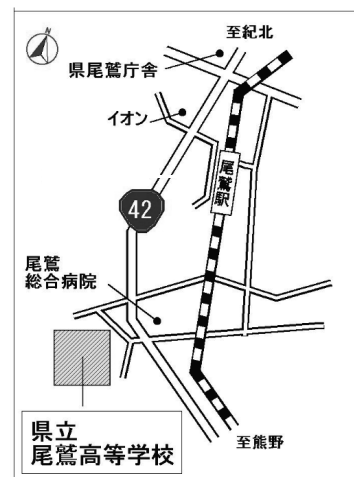 至紀北
県尾鷲庁舎
イオン
尾鷲駅
42
尾鷲
総合病院
県立
尾鷲高等学校
至熊野